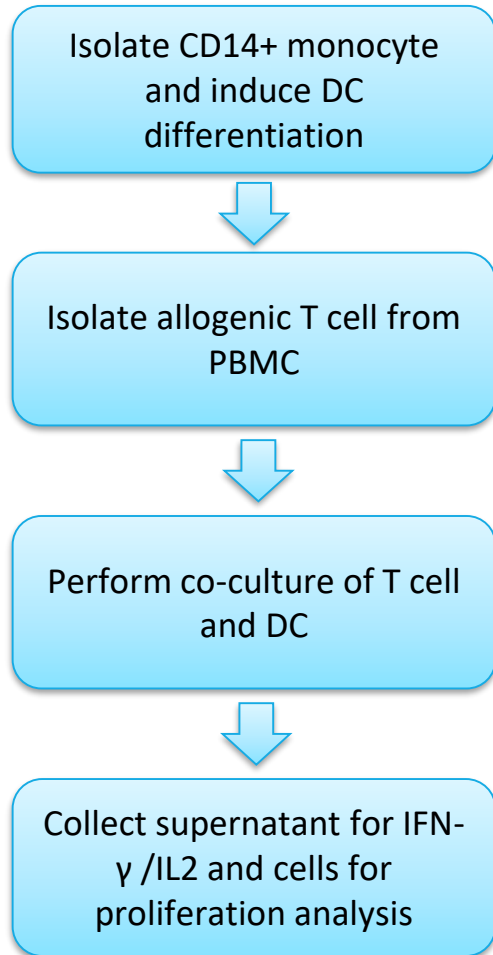 Isolate CD14+ monocyte
and induce DC
differentiation
Isolate allogenic T cell from
PBMC
Perform co-culture of T cell
and DC
Collect supernatant for IFN-
γ /IL2 and cells for
proliferation analysis